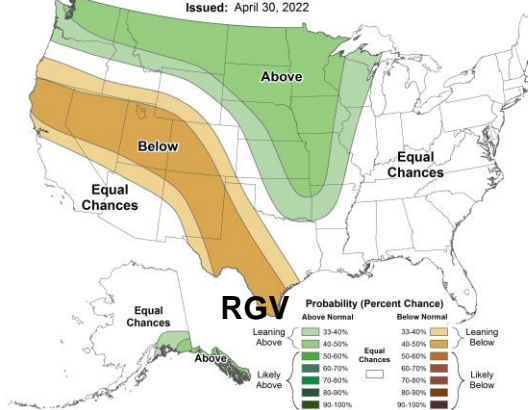 Issued: April 30, 2022
Above
Below
Equal
Chances
Equal
Chances
RGV
Equal
Chances
Above
Probability (Percent Chance)
Above Normal
Below Normal
Leaning
Above
33-40%
40-50%
50-60%
60-70%
70-80%
80-90%
90-100%
Likely
Above
Equal
Chances
33-40%
40-50%
50-60%
60-70%
70-80%
80-90%
90-100%
Leaning
Below
Likely
Below